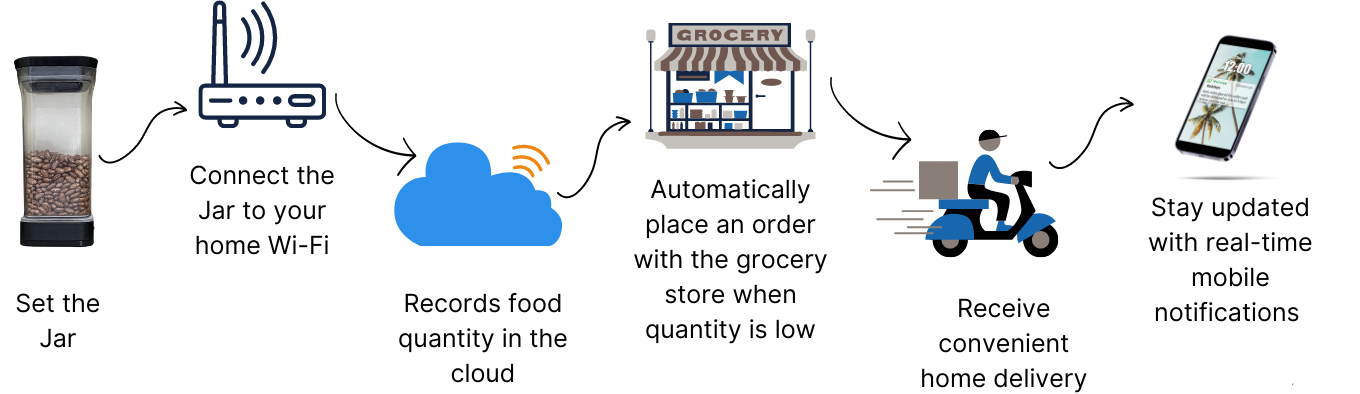 Set the
Jar
Connect the
Jar to your
home Wi-Fi
Records food
quantity in the
cloud
GROCERY
Automatically
place an order
with the grocery
store when
quantity is low
Receive
convenient
home delivery
12:00
Stay updated
with real-time
mobile
notifications